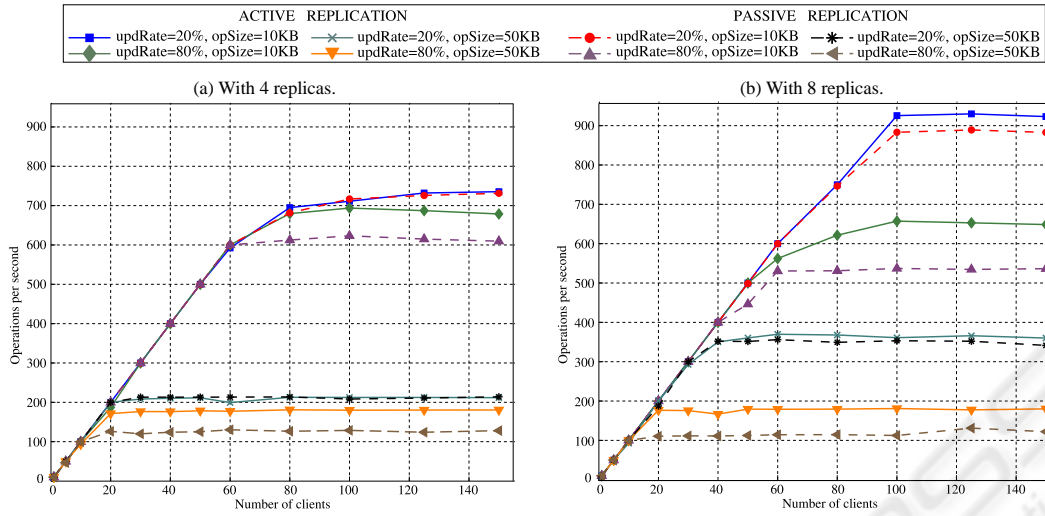 ACTIVE REPLICATION PASSIVE REPLICATION
updRate=20%, opSize=10KB updRate=20%, opSize=50KB updRate=20%, opSize=10KB updRate=20%, opSize=50KB
updRate=80%, opSize=10KB updRate=80%, opSize=50KB updRate=80%, opSize=10KB updRate=80%, opSize=50KB
(a) With 4 replicas.
900
800
700
600
500
400
300
200
100
0
Operations per second
0 20 40 60 80 100 120 140
Number of clients
(b) With 8 replicas.
900
800
700
600
500
400
300
200
100
0
Operations per second
0 20 40 60 80 100 120 140
Number of clients